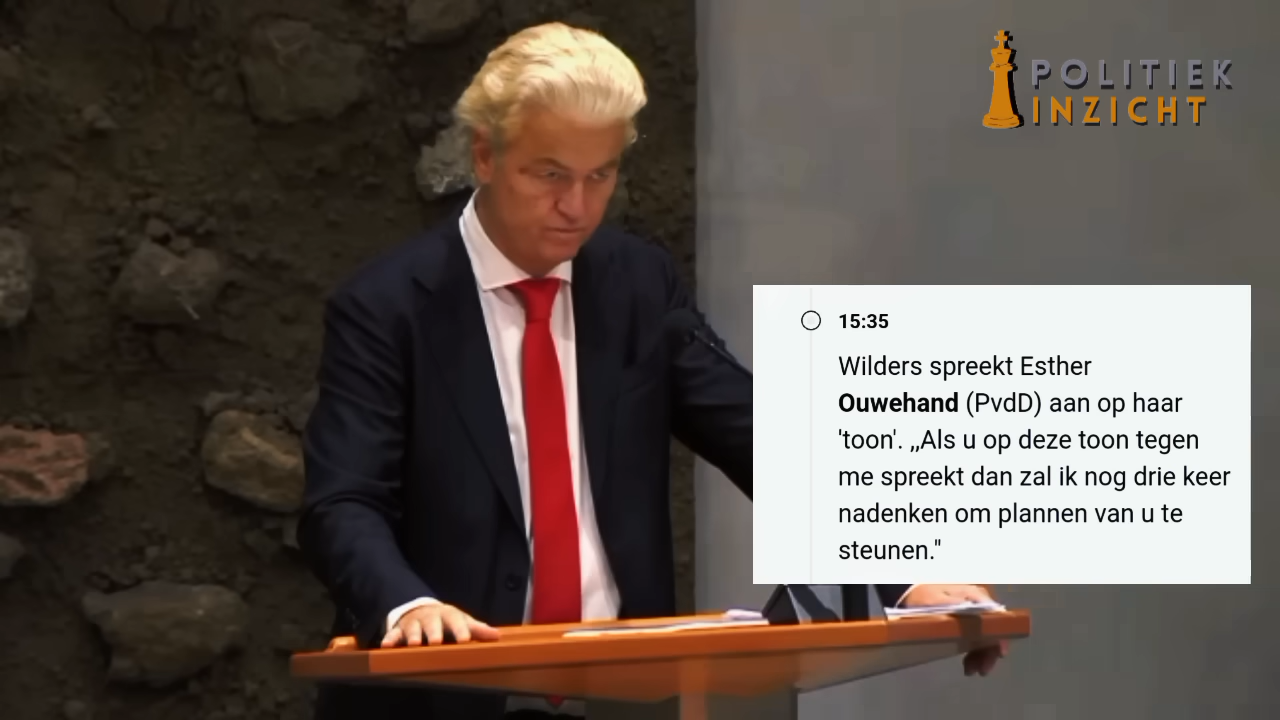 POLITIEK
INZICHT
15:35
Wilders spreekt Esther
Ouwehand (PvdD) aan op haar
'toon'. ,,Als u op deze toon tegen
me spreekt dan zal ik nog drie keer
nadenken om plannen van u te
steunen."